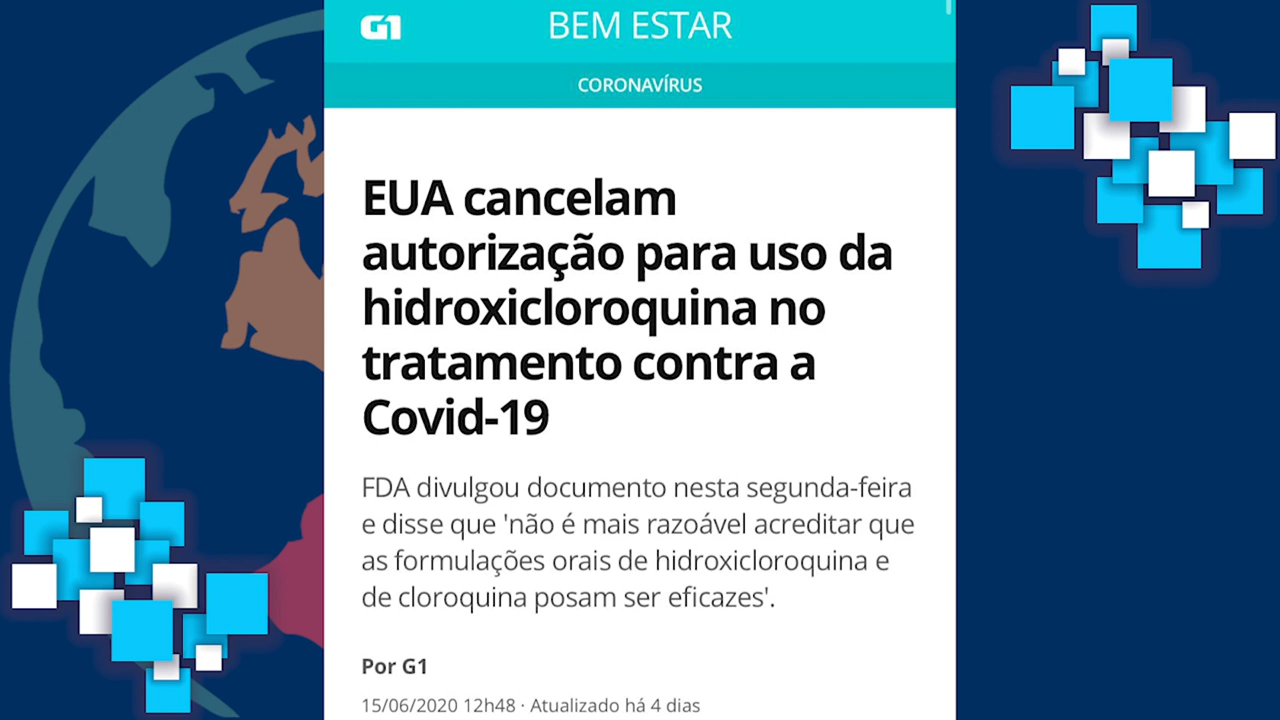 G1
BEM ESTAR
CORONAVÍRUS
EUA cancelam
autorização para uso da
hidroxicloroquina no
tratamento contra a
Covid-19
FDA divulgou documento nesta segunda-feira
e disse que 'não é mais razoável acreditar que
as formulações orais de hidroxicloroquina e
de cloroquina posam ser eficazes'.
Por G1
15/06/2020 12h48 · Atualizado há 4 dias